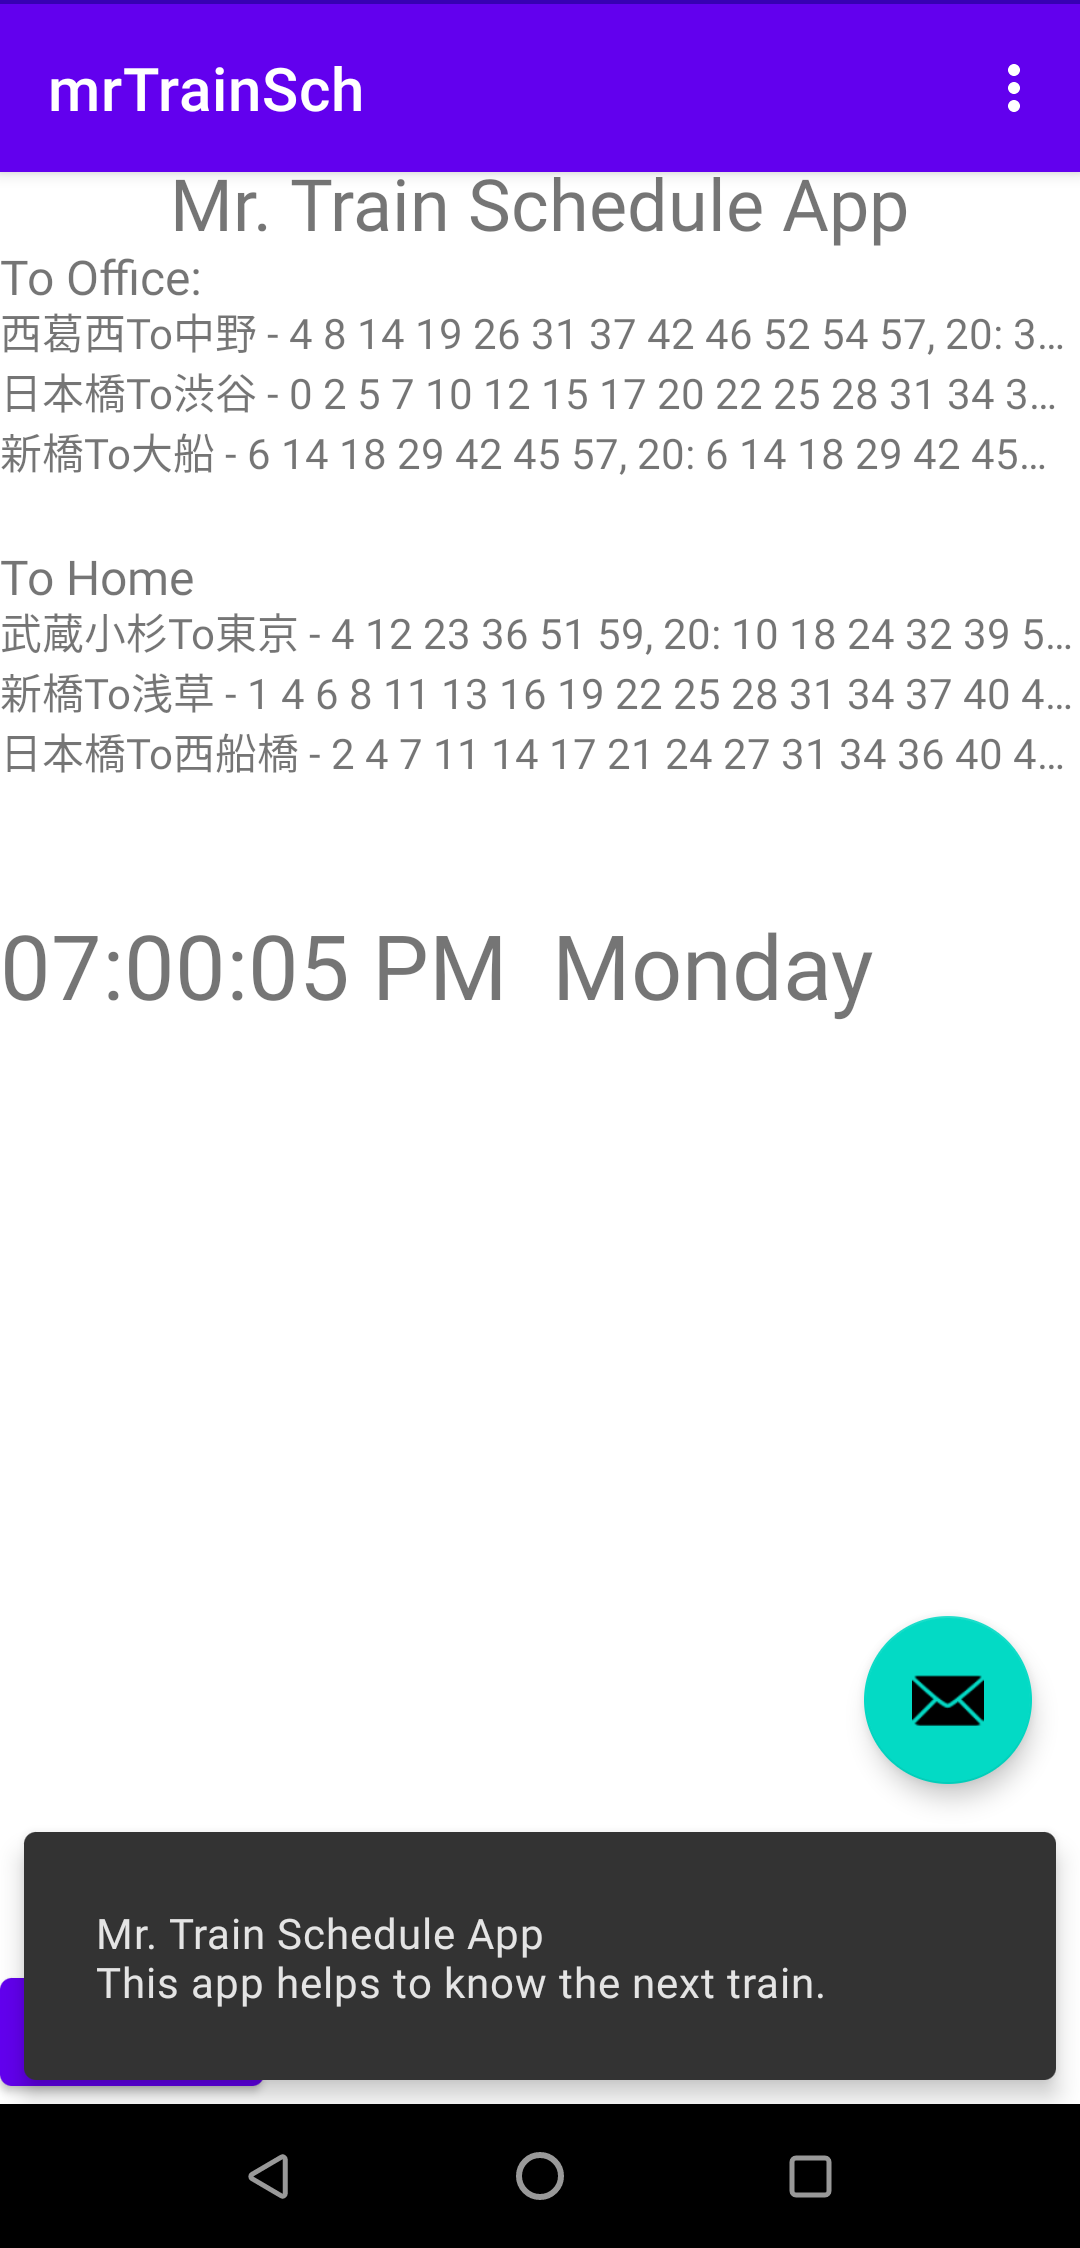 mrTrainSch
Mr. Train Schedule App
To Office:
西葛西To中野 - 4 8 14 19 26 31 37 42 46 52 54 57, 20: 3...
日本橋To渋谷 - 0 2 5 7 10 12 15 17 20 22 25 28 31 34 3...
新橋To大船 - 6 14 18 29 42 45 57, 20: 6 14 18 29 42 45...
To Home
武蔵小杉To東京 - 4 12 23 36 51 59, 20: 10 18 24 32 39 5...
新橋To浅草 - 1 4 6 8 11 13 16 19 22 25 28 31 34 37 40 4...
日本橋To西船橋 - 2 4 7 11 14 17 21 24 27 31 34 36 40 4...
07:00:05 PM  Monday
Mr. Train Schedule App
This app helps to know the next train.